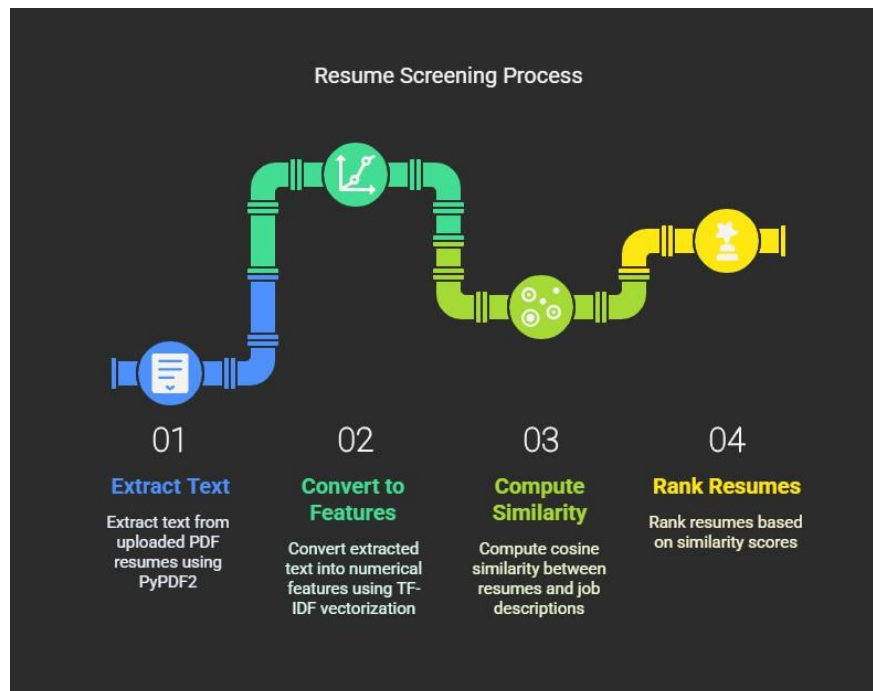 Resume Screening Process
01
Extract Text
Extract text from
uploaded PDF
resumes using
PyPDF2
02
Convert to
Features
Convert extracted
text into numerical
features using TF-
IDF vectorization
03
Compute
Similarity
Compute cosine
similarity between
resumes and job
descriptions
04
Rank Resumes
Rank resumes based
on similarity scores